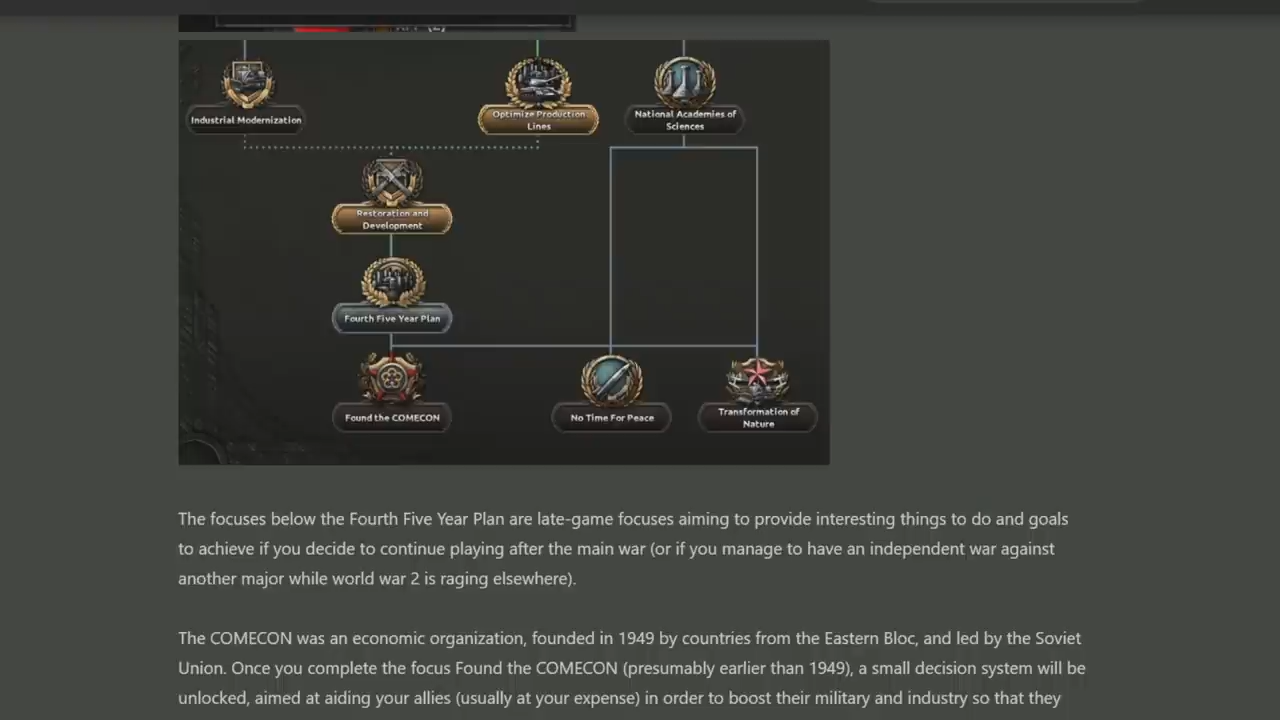 Industrial Modernization
Optimize Production
Lines
National Academies of
Sciences
Restoration and
Development
Fourth Five Year Plan
Found the COMECON
No Time For Peace
Transformation of
Nature
The focuses below the Fourth Five Year Plan are late-game focuses aiming to provide interesting things to do and goals
to achieve if you decide to continue playing after the main war (or if you manage to have an independent war against
another major while world war 2 is raging elsewhere).
The COMECON was an economic organization, founded in 1949 by countries from the Eastern Bloc, and led by the Soviet
Union. Once you complete the focus Found the COMECON (presumably earlier than 1949), a small decision system will be
unlocked, aimed at aiding your allies (usually at your expense) in order to boost their military and industry so that they